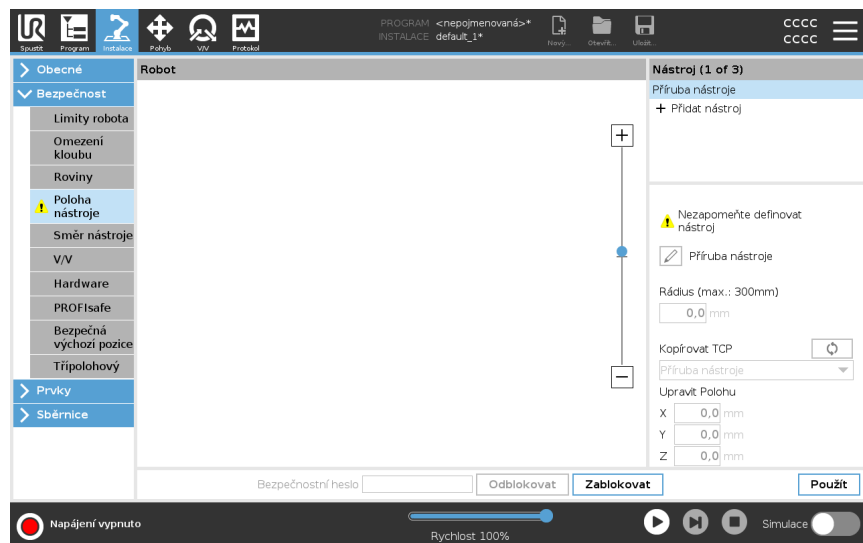 PROGRAM <nepojmenovaná>*
INSTALACE default_1*
Spustit Program Instalace Pohyb V/V Protokol
Nový... Otevřít... Uložit...
CCCC
CCCC
Obecné
Bezpečnost
Limity robota
Omezení
kloubu
Roviny
Poloha
nástroje
Směr nástroje
V/V
Hardware
PROFIsafe
Bezpečná
výchozí pozice
Třípolohový
Prvky
Sběrnice
Robot
Nástroj (1 of 3)
Příruba nástroje
+ Přidat nástroj
Nezapomeňte definovat
nástroj
Příruba nástroje
Rádius (max.: 300mm)
0,0 mm
Kopírovat TCP
Příruba nástroje
Upravit Polohu
X 0,0 mm
Y 0,0 mm
Z 0,0 mm
Bezpečnostní heslo Odblokovat Zablokovat Použít
Napájení vypnuto
Rychlost 100%
Simulace